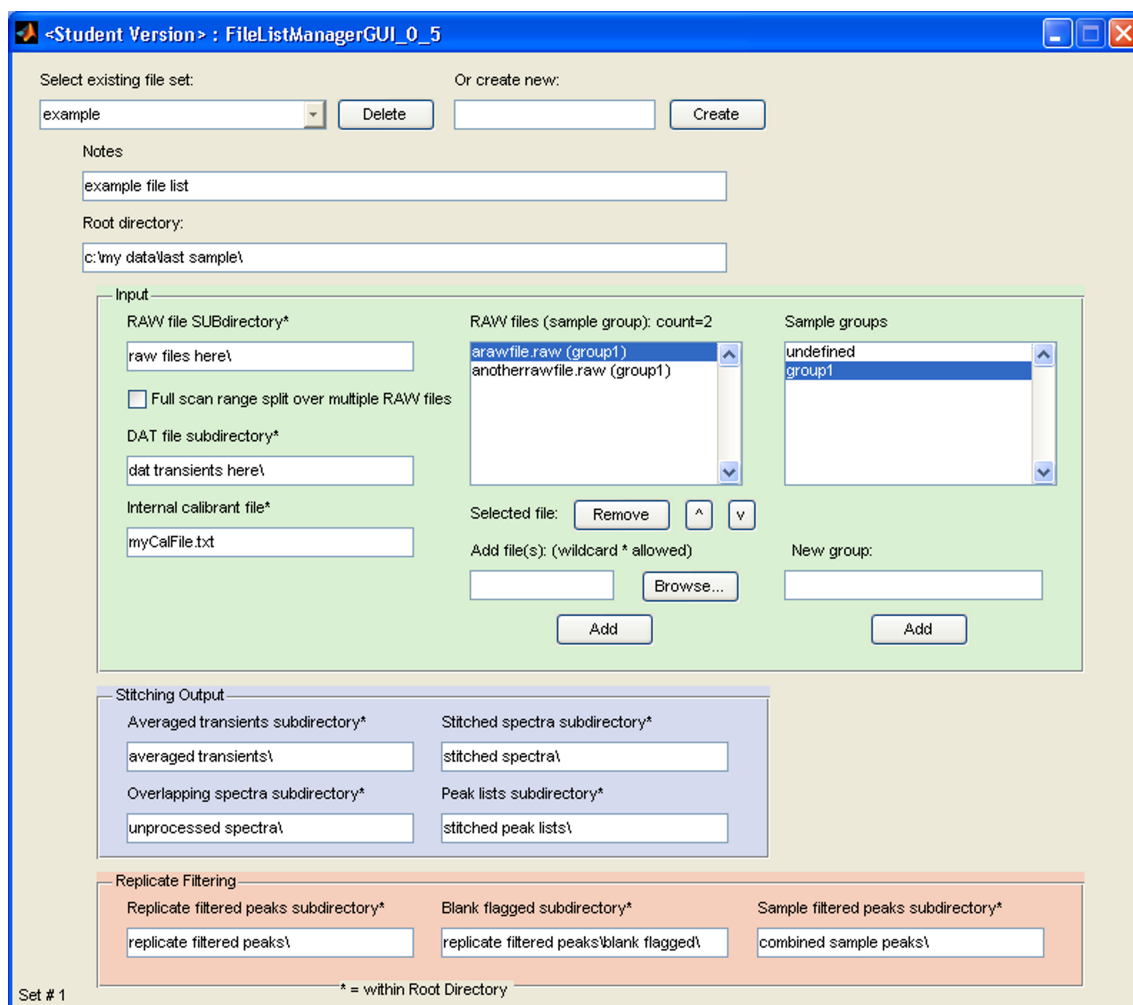 <Student Version> : FileListManagerGUI_0_5
Select existing file set:
Or create new:
example
Delete
Create
Notes
example file list
Root directory:
c:\my data\last sample\
Input
RAW file SUBdirectory*
RAW files (sample group): count=2
Sample groups
raw files here\
arawfile.raw (group1)
undefined
anotherrawfile.raw (group1)
group1
Full scan range split over multiple RAW files
DAT file subdirectory*
dat transients here\
Internal calibrant file*
Selected file:
Remove
^
v
myCalFile.txt
Add file(s): (wildcard * allowed)
New group:
Browse...
Add
Add
Stitching Output
Averaged transients subdirectory*
Stitched spectra subdirectory*
averaged transients\
stitched spectra\
Overlapping spectra subdirectory*
Peak lists subdirectory*
unprocessed spectra\
stitched peak lists\
Replicate Filtering
Replicate filtered peaks subdirectory*
Blank flagged subdirectory*
Sample filtered peaks subdirectory*
replicate filtered peaks\
replicate filtered peaks\blank flagged\
combined sample peaks\
* = within Root Directory
Set # 1